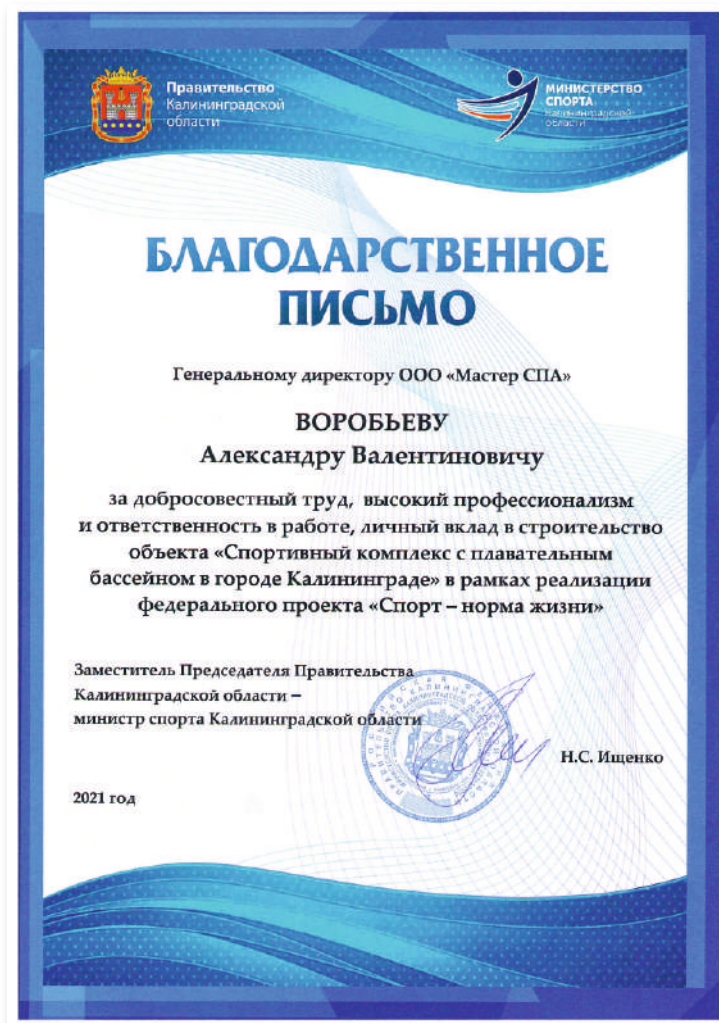 Правительство
Калининградской
области
МИНИСТЕРСТВО
СПОРТА
Калининградской
области
БЛАГОДАРСТВЕННОЕ
ПИСЬМО
Генеральному директору ООО «Мастер СПА»
ВОРОБЬЕВУ
Александру Валентиновичу
за добросовестный труд, высокий профессионализм
и ответственность в работе, личный вклад в строительство
объекта «Спортивный комплекс с плавательным
бассейном в городе Калининграде» в рамках реализации
федерального проекта «Спорт – норма жизни»
Заместитель Председателя Правительства
Калининградской области –
министр спорта Калининградской области
Н.С. Ищенко
2021 год